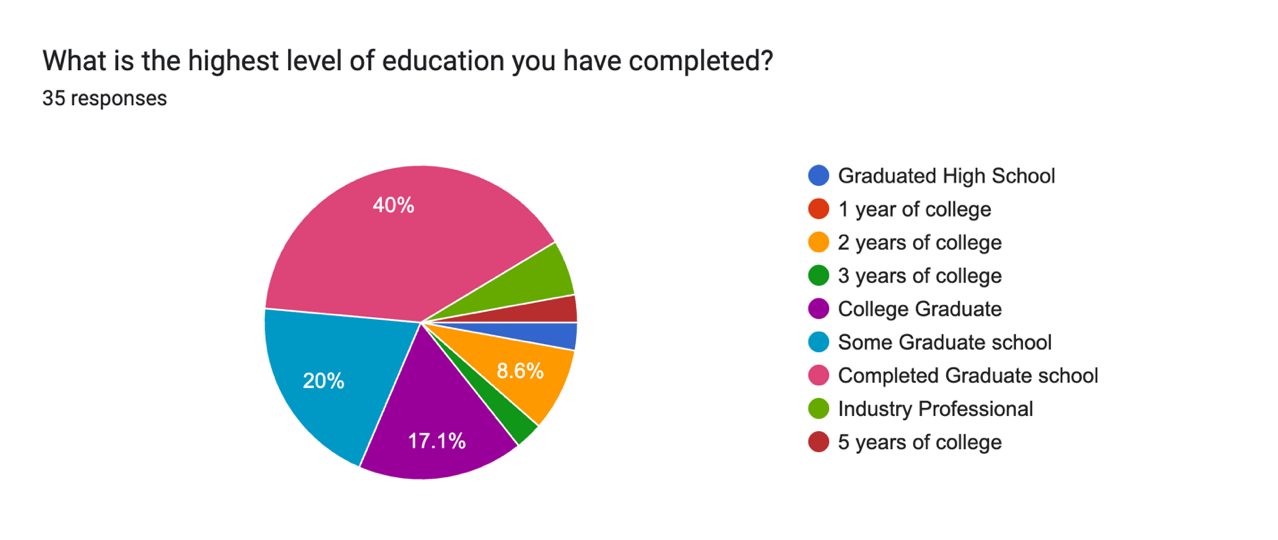 What is the highest level of education you have completed?
35 responses
40%
20%
17.1%
8.6%
Graduated High School
1 year of college
2 years of college
3 years of college
College Graduate
Some Graduate school
Completed Graduate school
Industry Professional
5 years of college